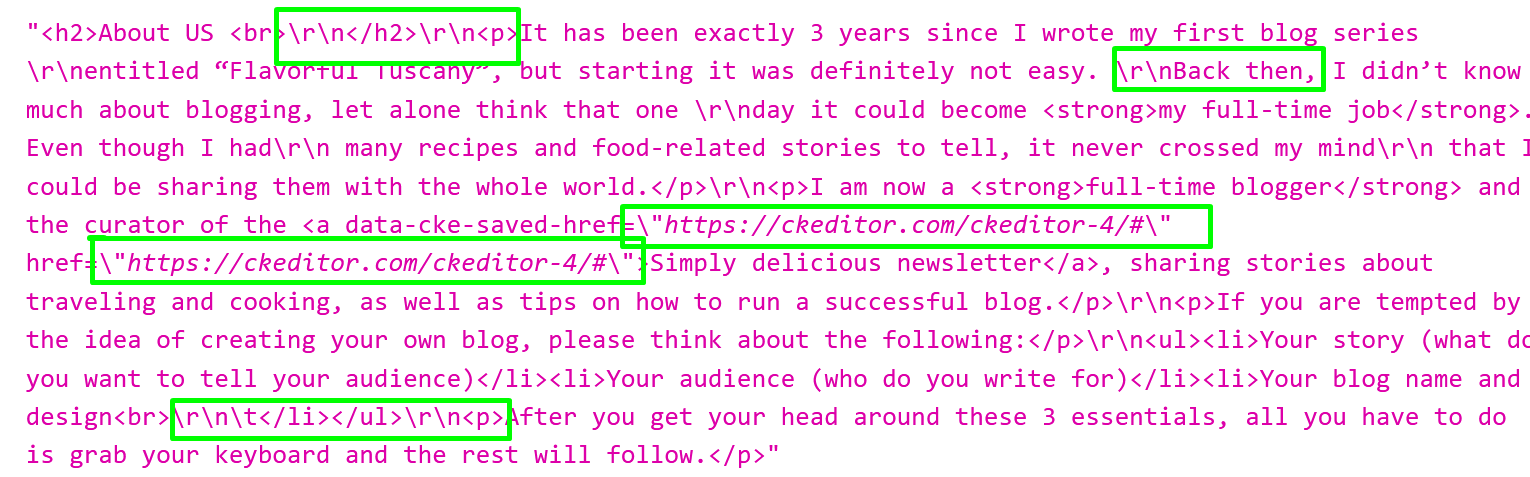 "<h2>About US <br>\r\n</h2>\r\n<p>It has been exactly 3 years since I wrote my first blog series
\r\nentitled “Flavorful Tuscany”, but starting it was definitely not easy. \r\nBack then, I didn’t know
much about blogging, let alone think that one \r\nday it could become <strong>my full-time job</strong>.
Even though I had\r\n many recipes and food-related stories to tell, it never crossed my mind\r\n that I
could be sharing them with the whole world.</p>\r\n<p>I am now a <strong>full-time blogger</strong> and
the curator of the <a data-cke-saved-href=\"https://ckeditor.com/ckeditor-4/#\"
href=\"https://ckeditor.com/ckeditor-4/#\">Simply delicious newsletter</a>, sharing stories about
traveling and cooking, as well as tips on how to run a successful blog.</p>\r\n<p>If you are tempted by
the idea of creating your own blog, please think about the following:</p>\r\n<ul><li>Your story (what do
you want to tell your audience)</li><li>Your audience (who do you write for)</li><li>Your blog name and
design<br>\r\n\t</li></ul>\r\n<p>After you get your head around these 3 essentials, all you have to do
is grab your keyboard and the rest will follow.</p>"